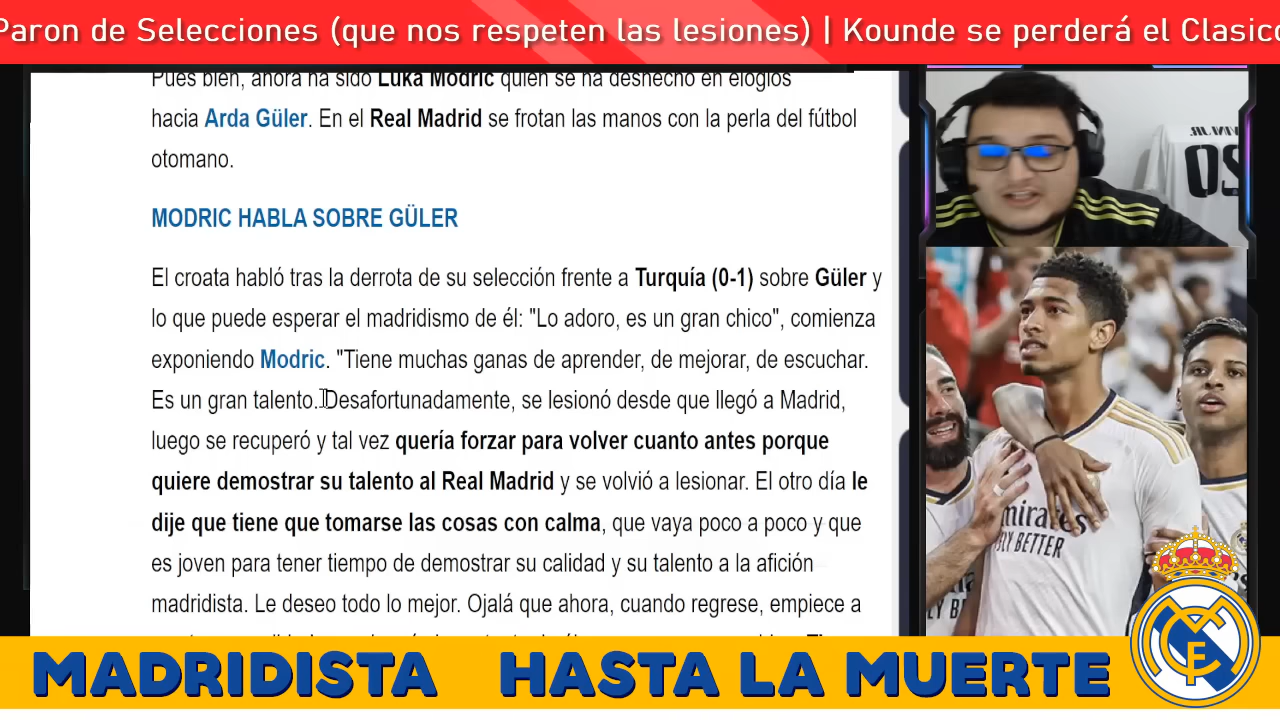 Paron de Selecciones (que nos respeten las lesiones) | Kounde se perderá el Clasico
Pues bien, ahora ha sido Luka Modric quien se ha deshecho en elogios
hacia Arda Güler. En el Real Madrid se frotan las manos con la perla del fútbol
otomano.
MODRIC HABLA SOBRE GÜLER
El croata habló tras la derrota de su selección frente a Turquía (0-1) sobre Güler y
lo que puede esperar el madridismo de él: "Lo adoro, es un gran chico", comienza
exponiendo Modric. "Tiene muchas ganas de aprender, de mejorar, de escuchar.
Es un gran talento. Desafortunadamente, se lesionó desde que llegó a Madrid,
luego se recuperó y tal vez quería forzar para volver cuanto antes porque
quiere demostrar su talento al Real Madrid y se volvió a lesionar. El otro día le
dije que tiene que tomarse las cosas con calma, que vaya poco a poco y que
es joven para tener tiempo de demostrar su calidad y su talento a la afición
madridista. Le deseo todo lo mejor. Ojalá que ahora, cuando regrese, empiece a
VINI JR.
20
Emirates
FLY BETTER
MADRIDISTA HASTA LA MUERTE